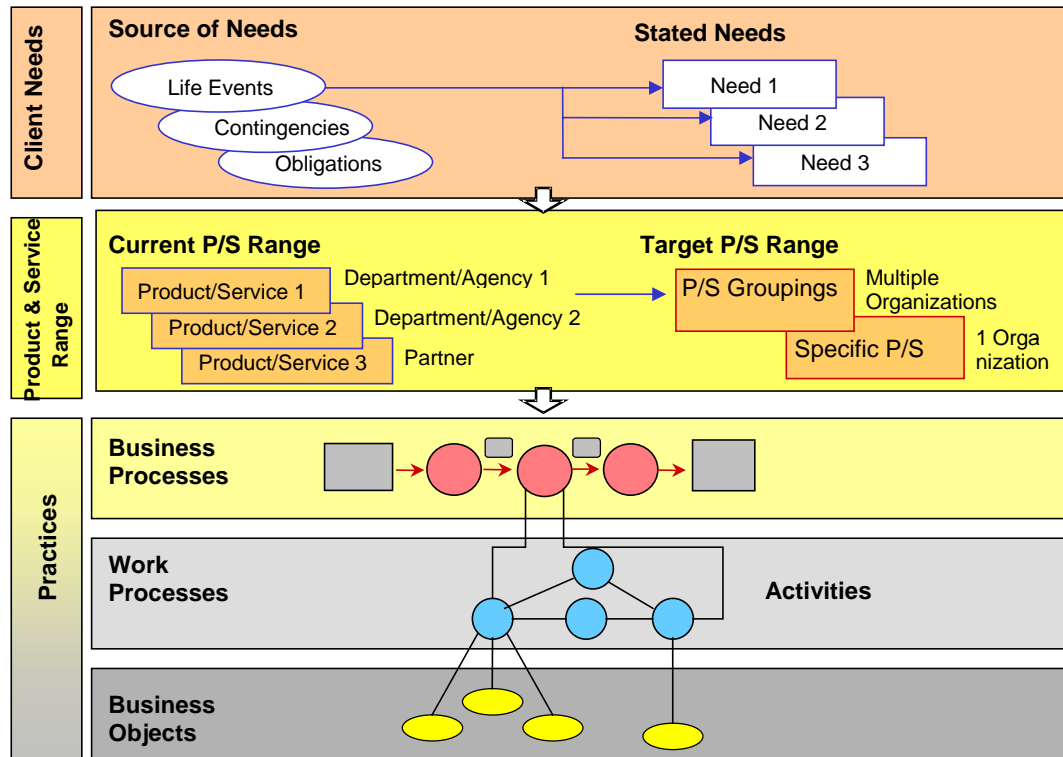 Client Needs
Source of Needs
Life Events
Contingencies
Obligations
Stated Needs
Need 1
Need 2
Need 3
Product & Service
Range
Current P/S Range
Product/Service 1
Department/Agency 1
Product/Service 2
Department/Agency 2
Product/Service 3
Partner
Target P/S Range
P/S Groupings
Multiple
Organizations
Specific P/S
1 Orga
nization
Practices
Business
Processes
Work
Processes
Activities
Business
Objects